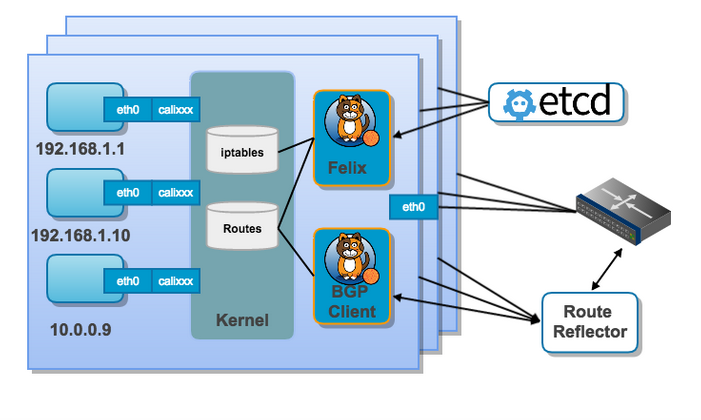 eth0 calixxx
192.168.1.1
eth0 calixxx
192.168.1.10
eth0 calixxx
10.0.0.9
iptables
Routes
Kernel
Felix
eth0
BGP
Client
etcd
Route
Reflector